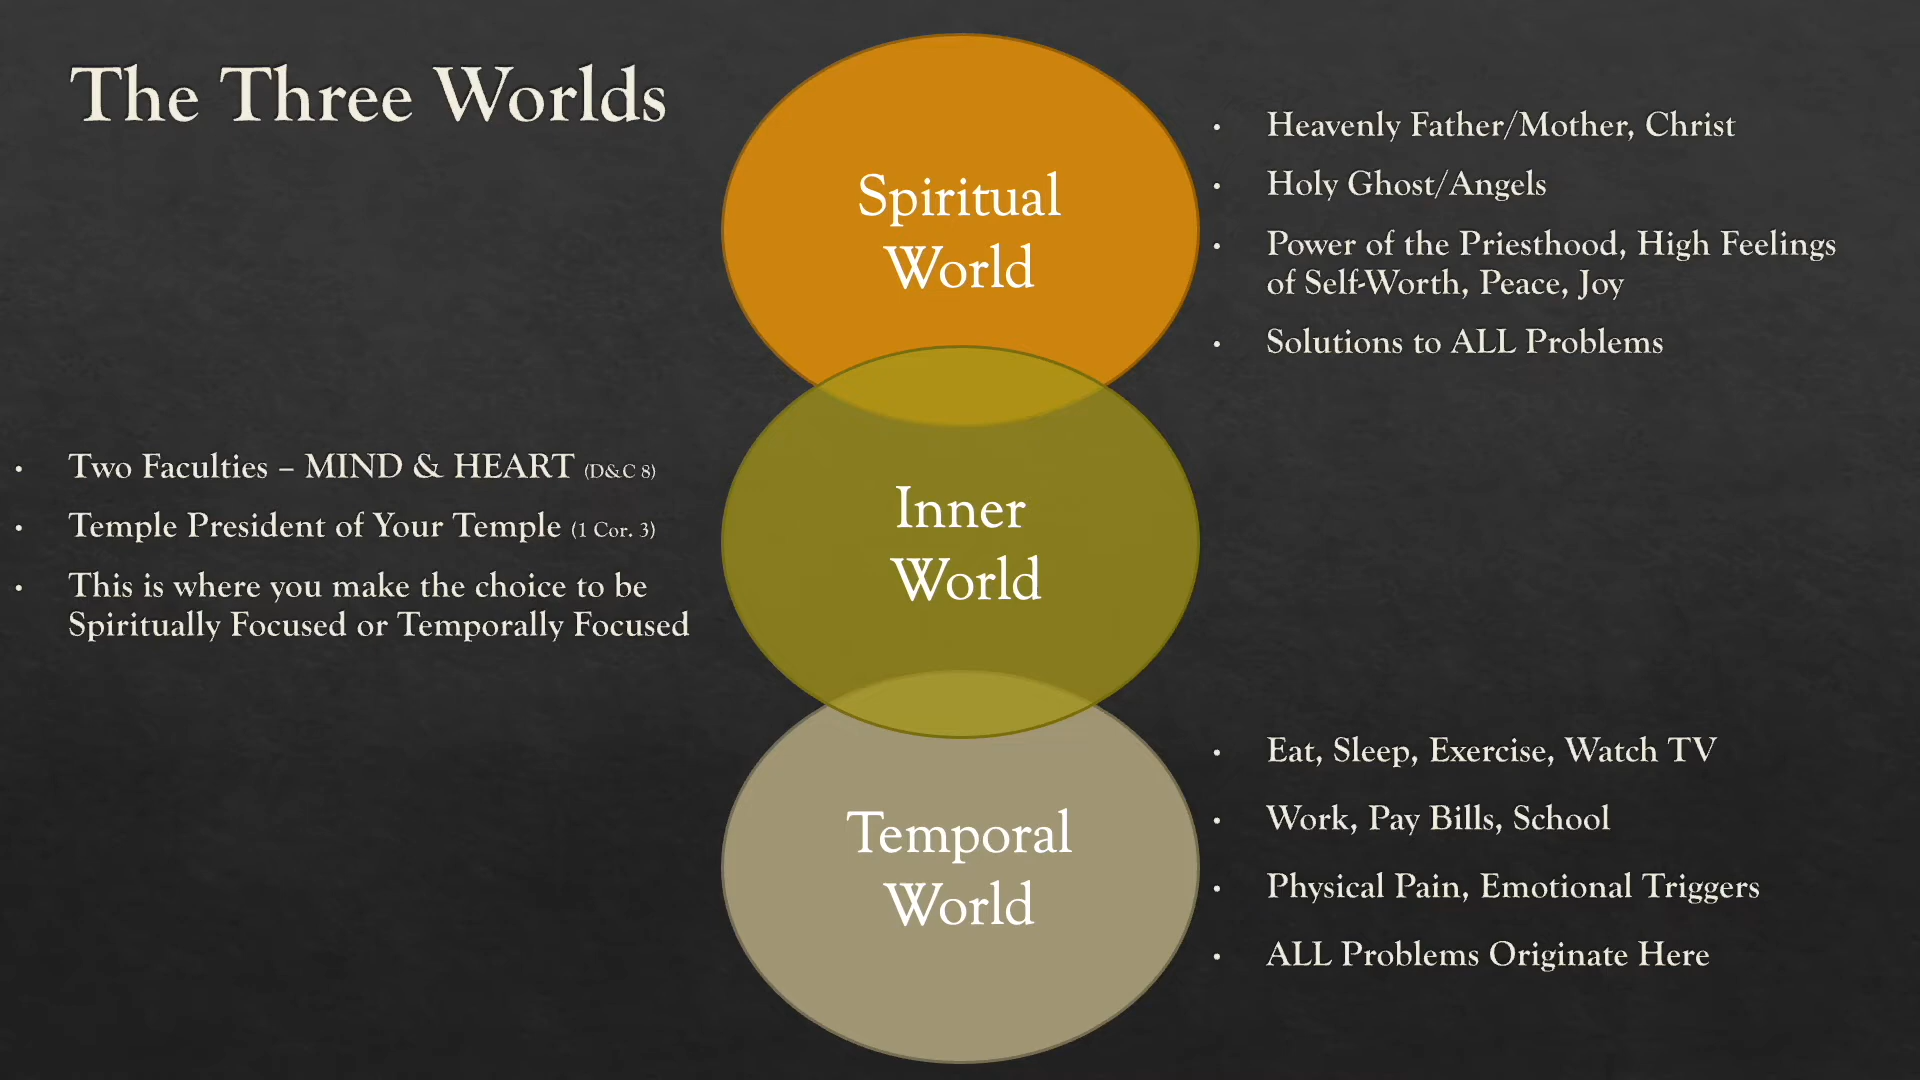 The Three Worlds
Spiritual
World
• Heavenly Father/Mother, Christ
• Holy Ghost/Angels
• Power of the Priesthood, High Feelings
of Self-Worth, Peace, Joy
• Solutions to ALL Problems
• Two Faculties – MIND & HEART (D&C 8)
• Temple President of Your Temple (1 Cor. 3)
• This is where you make the choice to be
Spiritually Focused or Temporally Focused
Inner
World
Temporal
World
• Eat, Sleep, Exercise, Watch TV
• Work, Pay Bills, School
• Physical Pain, Emotional Triggers
• ALL Problems Originate Here